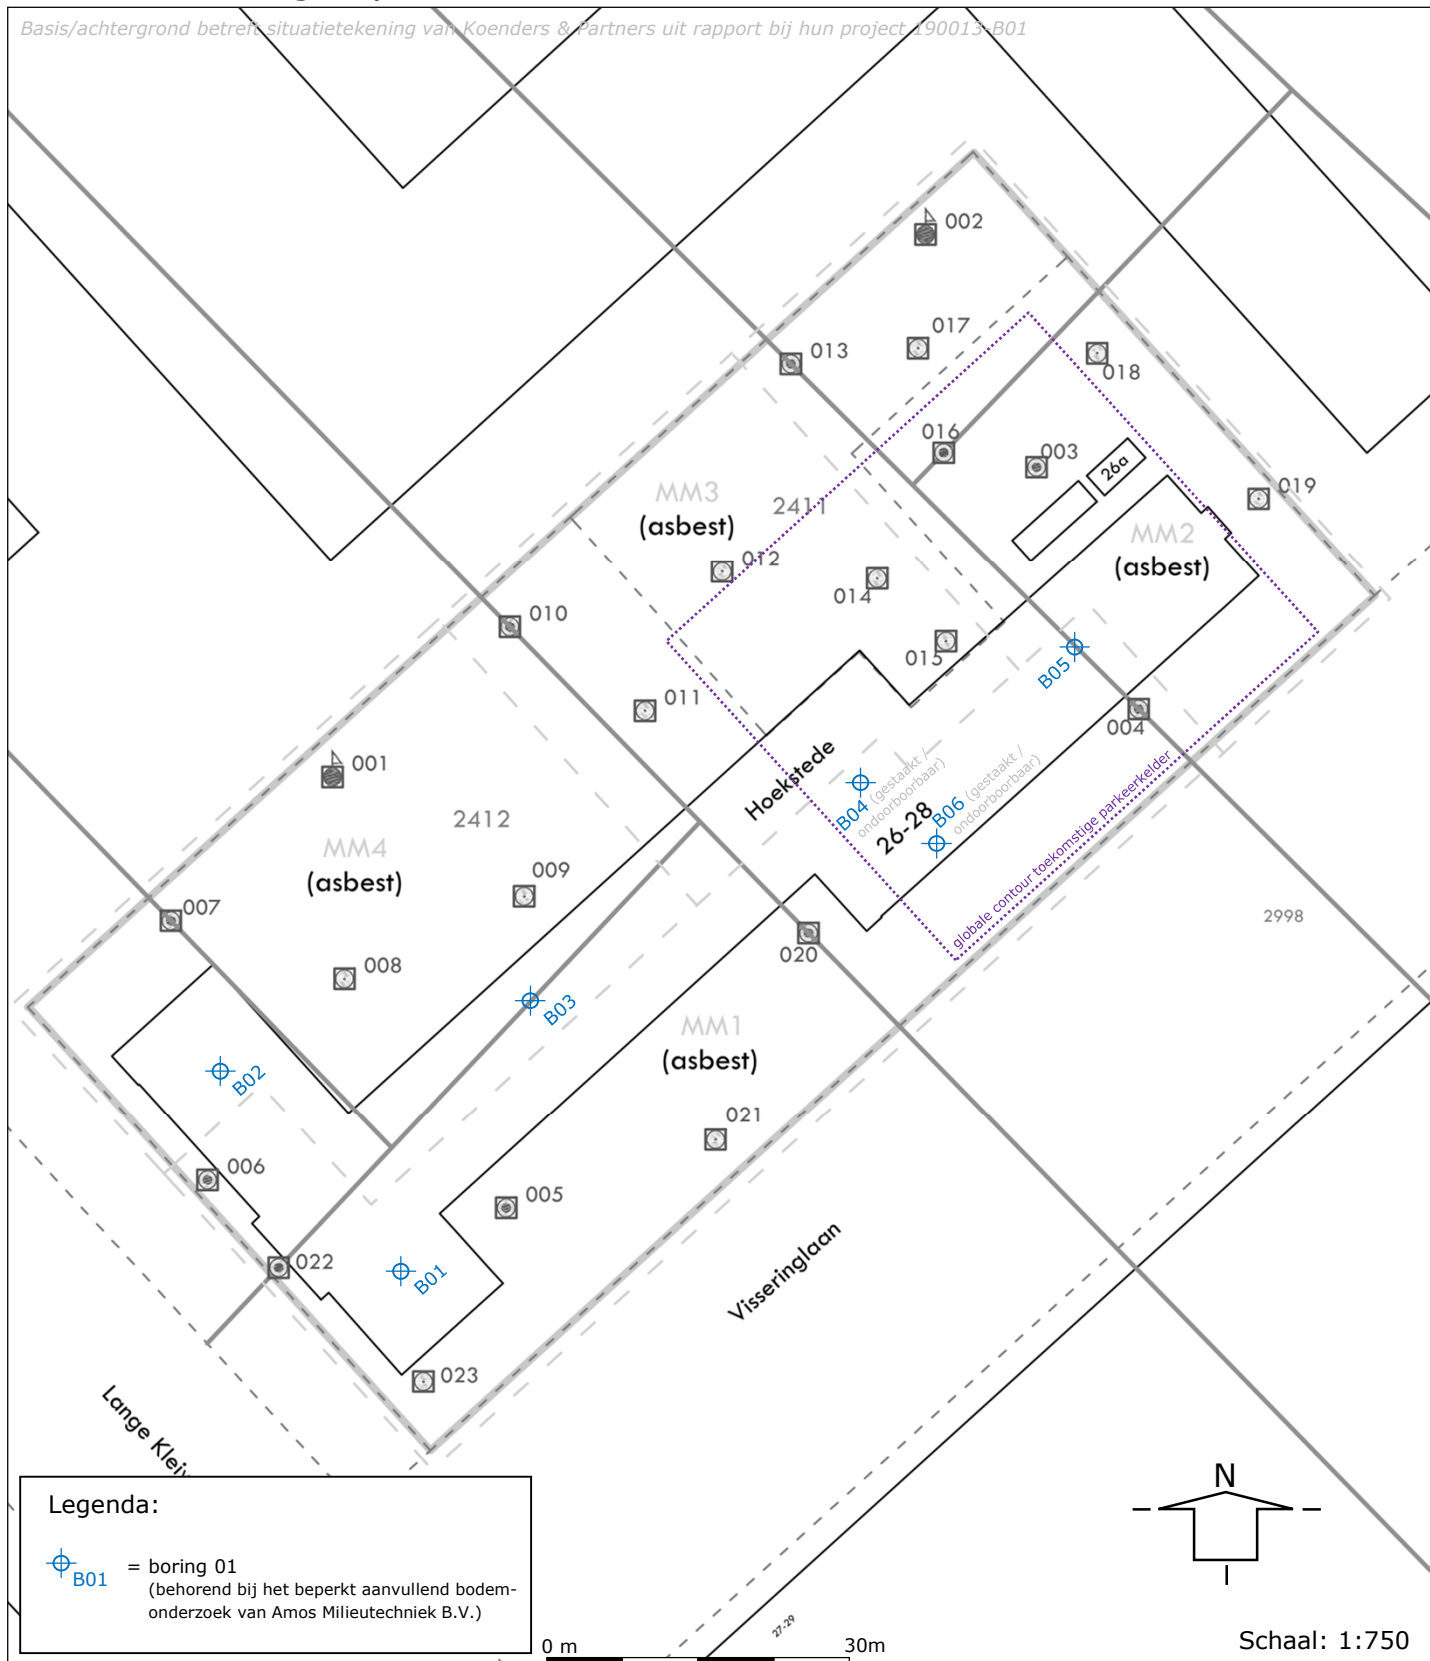 Basis/achtergrond betreft situatietekening van Koenders & Partners uit rapport bij hun project 190013-B01
002
017
013
018
016
003
26a
019
MM3
(asbest)
2411
MM2
(asbest)
012
014
010
015
B05
011
004
001
Hoekstede
B04 (gestaakt / ondoorboorbaar)
26-28
B06 (gestaakt / ondoorboorbaar)
globale contour toekomstige parkeerkelder
2412
MM4
(asbest)
009
007
2998
020
008
B03
MM1
(asbest)
B02
021
006
005
022
B01
Visseringlaan
023
Lange Kleiw
Legenda:
B01
= boring 01
(behorend bij het beperkt aanvullend bodem-
onderzoek van Amos Milieutechniek B.V.)
N
27-29
0 m
30m
Schaal: 1:750